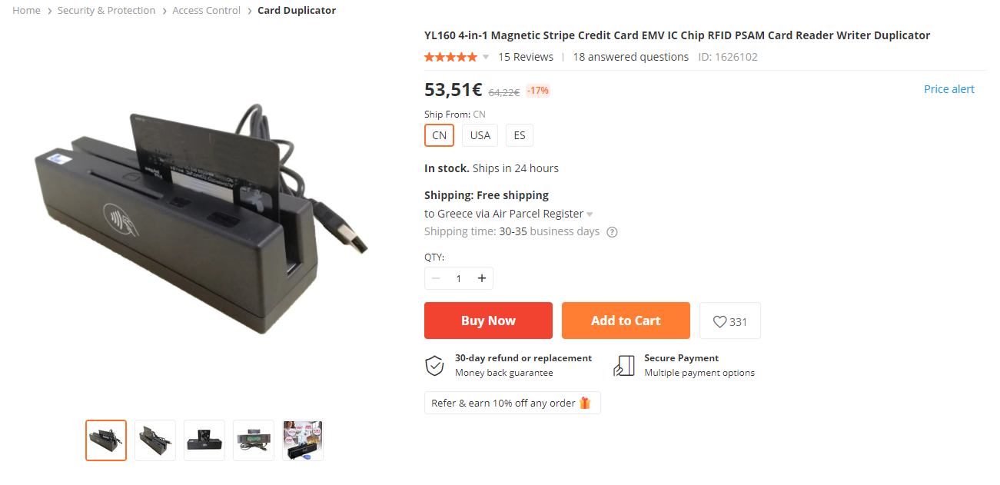 Home > Security & Protection > Access Control > Card Duplicator
YL160 4-in-1 Magnetic Stripe Credit Card EMV IC Chip RFID PSAM Card Reader Writer Duplicator
15 Reviews | 18 answered questions ID: 1626102
53,51€ 64,22€ -17%
Price alert
Ship From: CN
CN USA ES
In stock. Ships in 24 hours
Shipping: Free shipping
to Greece via Air Parcel Register
Shipping time: 30-35 business days ?
QTY:
− 1 +
Buy Now Add to Cart 331
30-day refund or replacement
Money back guarantee
Secure Payment
Multiple payment options
Refer & earn 10% off any order